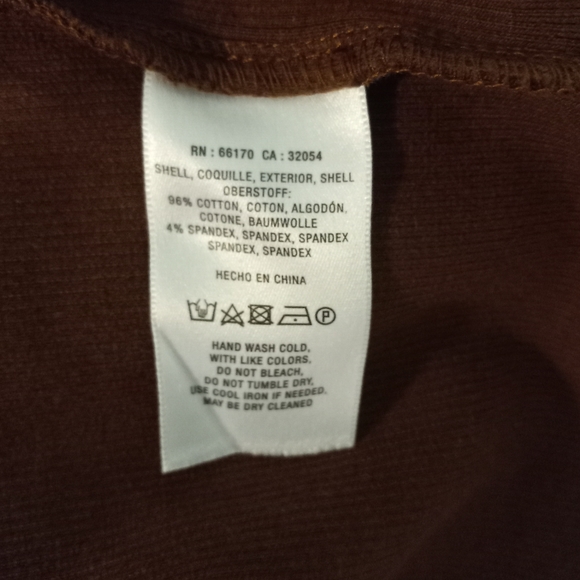 RN : 66170 CA : 32054
SHELL, COQUILLE, EXTERIOR, SHELL
OBERSTOFF:
96% COTTON, COTON, ALGODÓN,
COTONE, BAUMWOLLE
4% SPANDEX, SPANDEX, SPANDEX
SPANDEX, SPANDEX
HECHO EN CHINA
P
HAND WASH COLD,
WITH LIKE COLORS,
DO NOT BLEACH,
DO NOT TUMBLE DRY,
USE COOL IRON IF NEEDED.
MAY BE DRY CLEANED